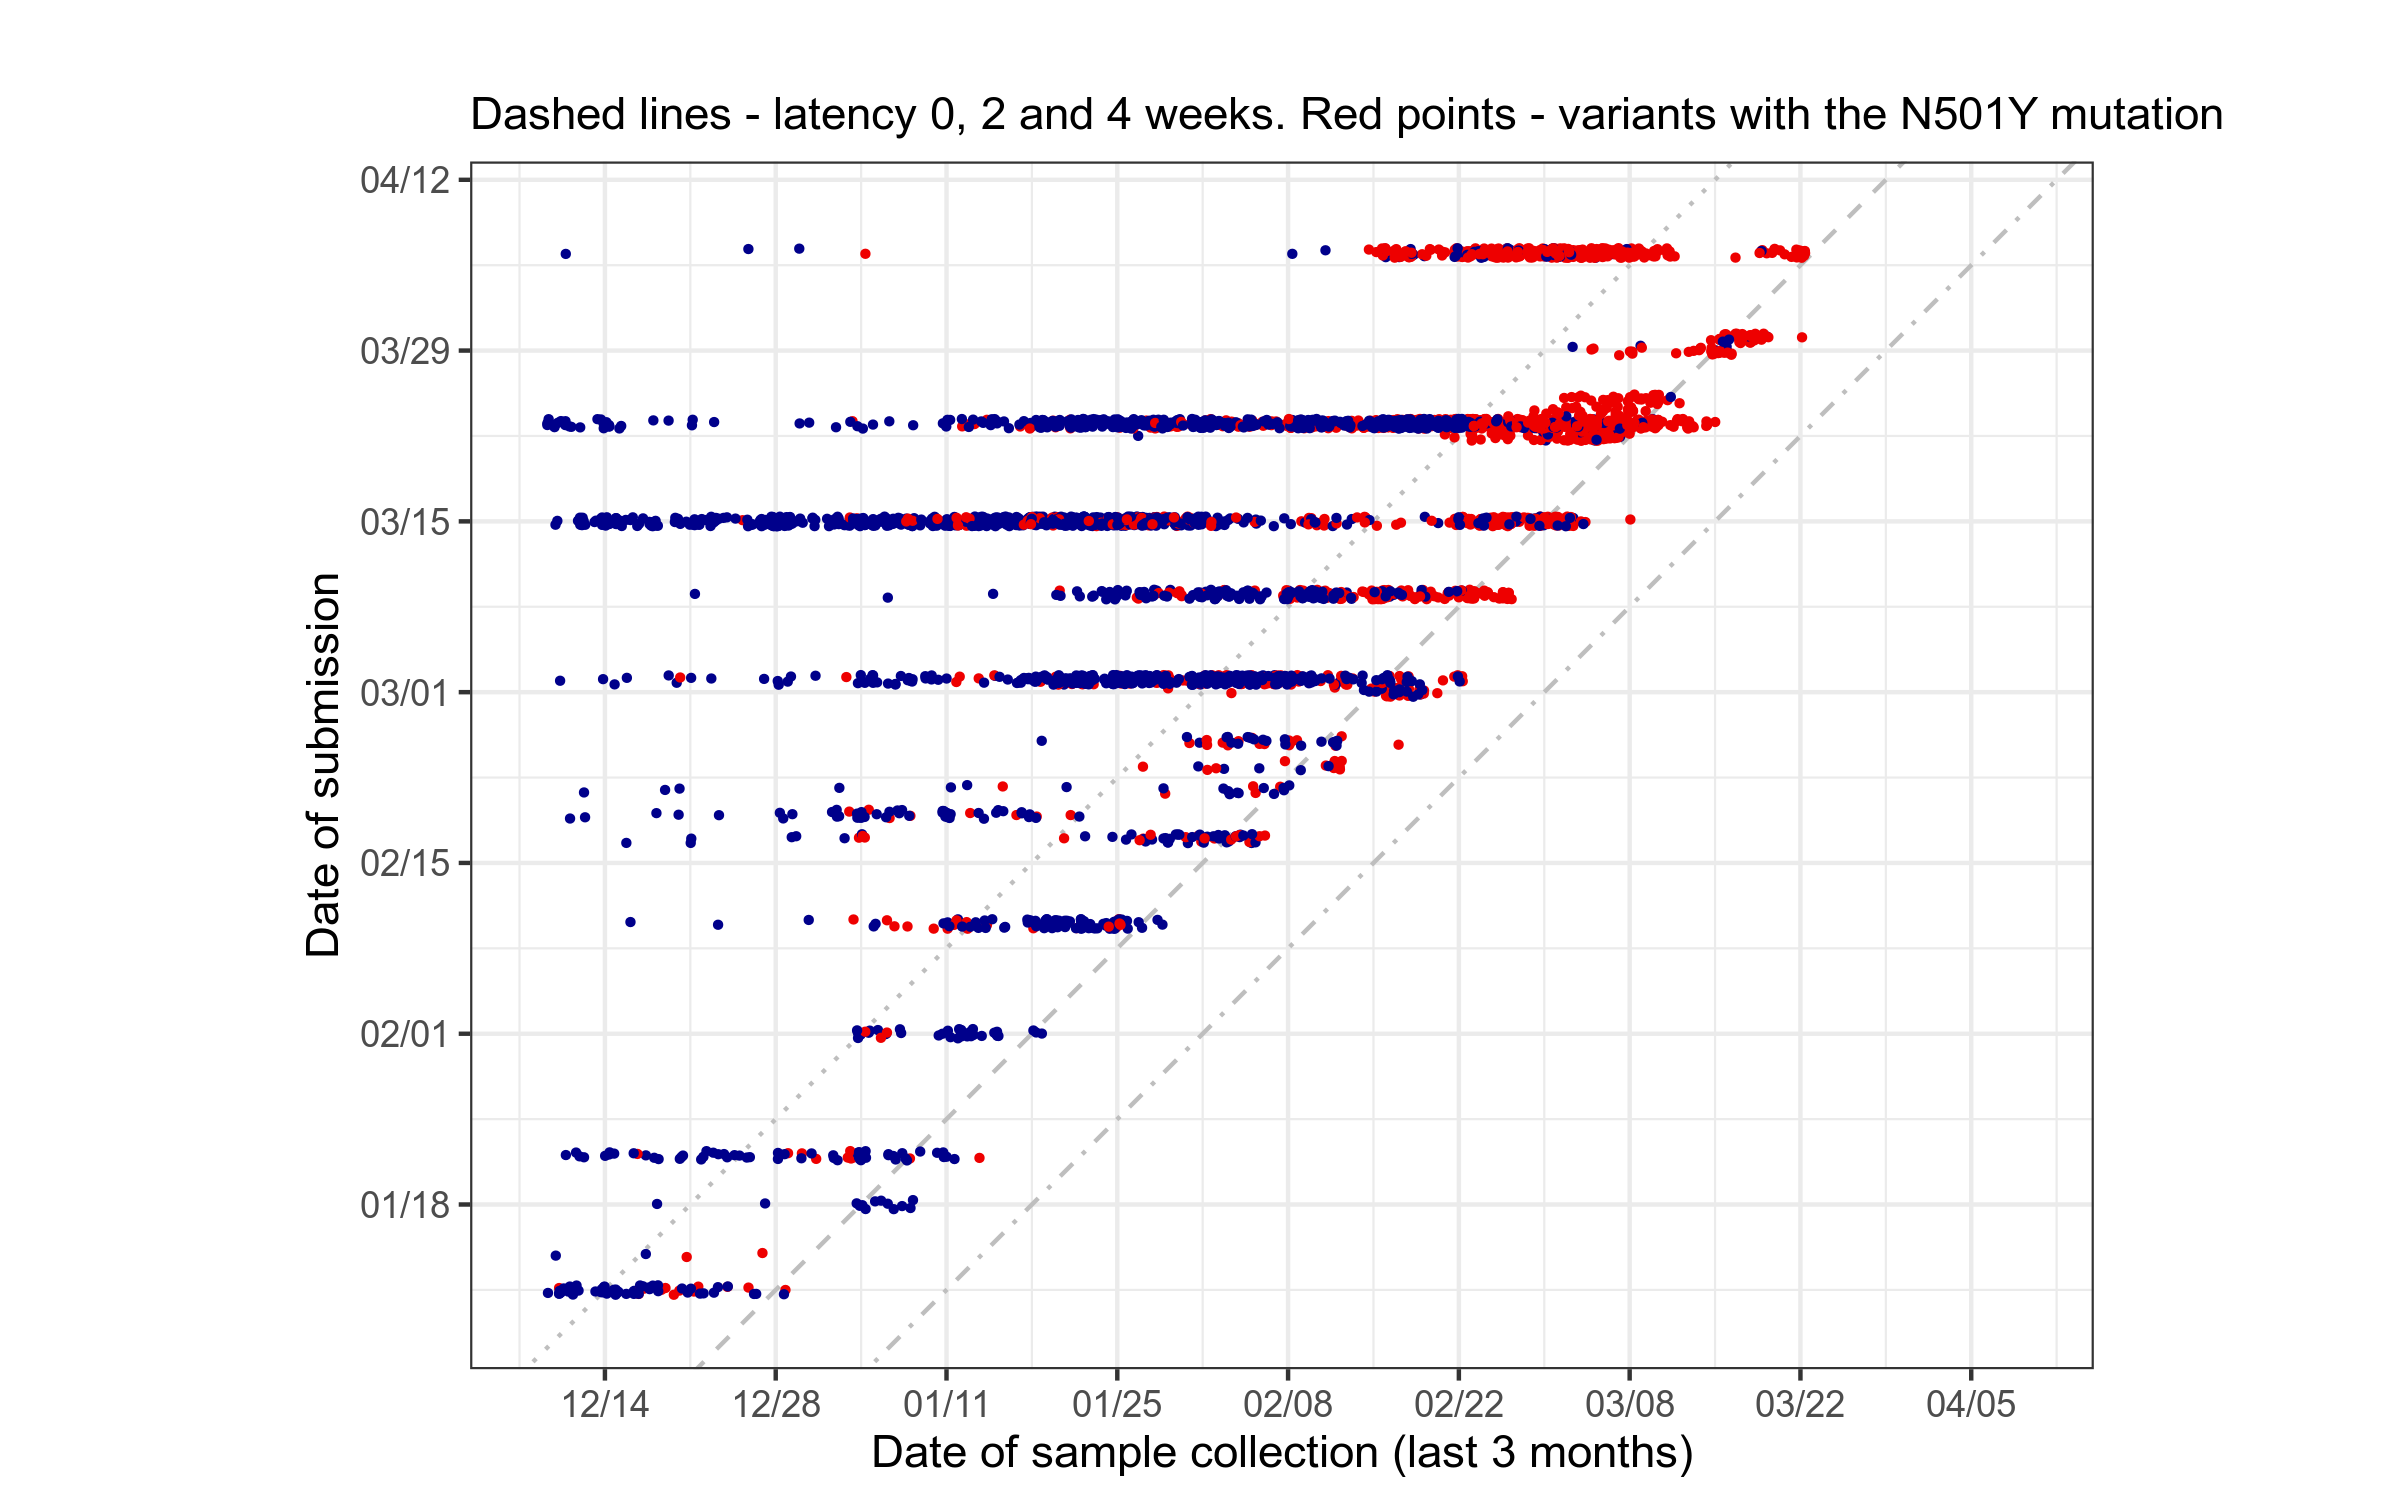 Dashed lines - latency 0, 2 and 4 weeks. Red points - variants with the N501Y mutation
Date of submission
04/12
03/29
03/15
03/01
02/15
02/01
01/18
12/14 12/28 01/11 01/25 02/08 02/22 03/08 03/22 04/05
Date of sample collection (last 3 months)